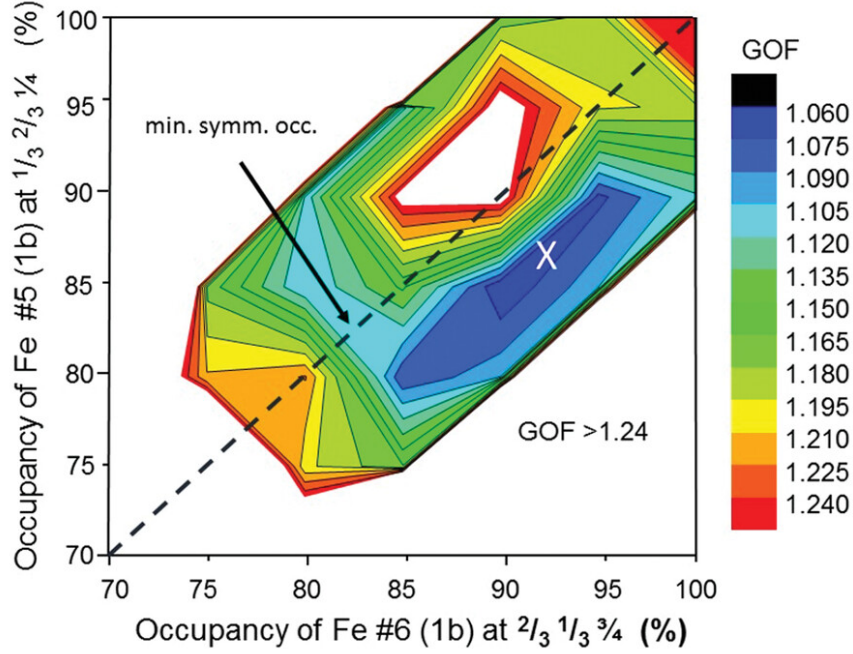 Occupancy of Fe #5 (1b) at ¹/₃ ²/₃ ¼ (%)
100
95
90
85
80
75
70
min. symm. occ.
X
GOF >1.24
70 75 80 85 90 95 100
Occupancy of Fe #6 (1b) at ²/₃ ¹/₃ ¾ (%)
GOF
1.060
1.075
1.090
1.105
1.120
1.135
1.150
1.165
1.180
1.195
1.210
1.225
1.240